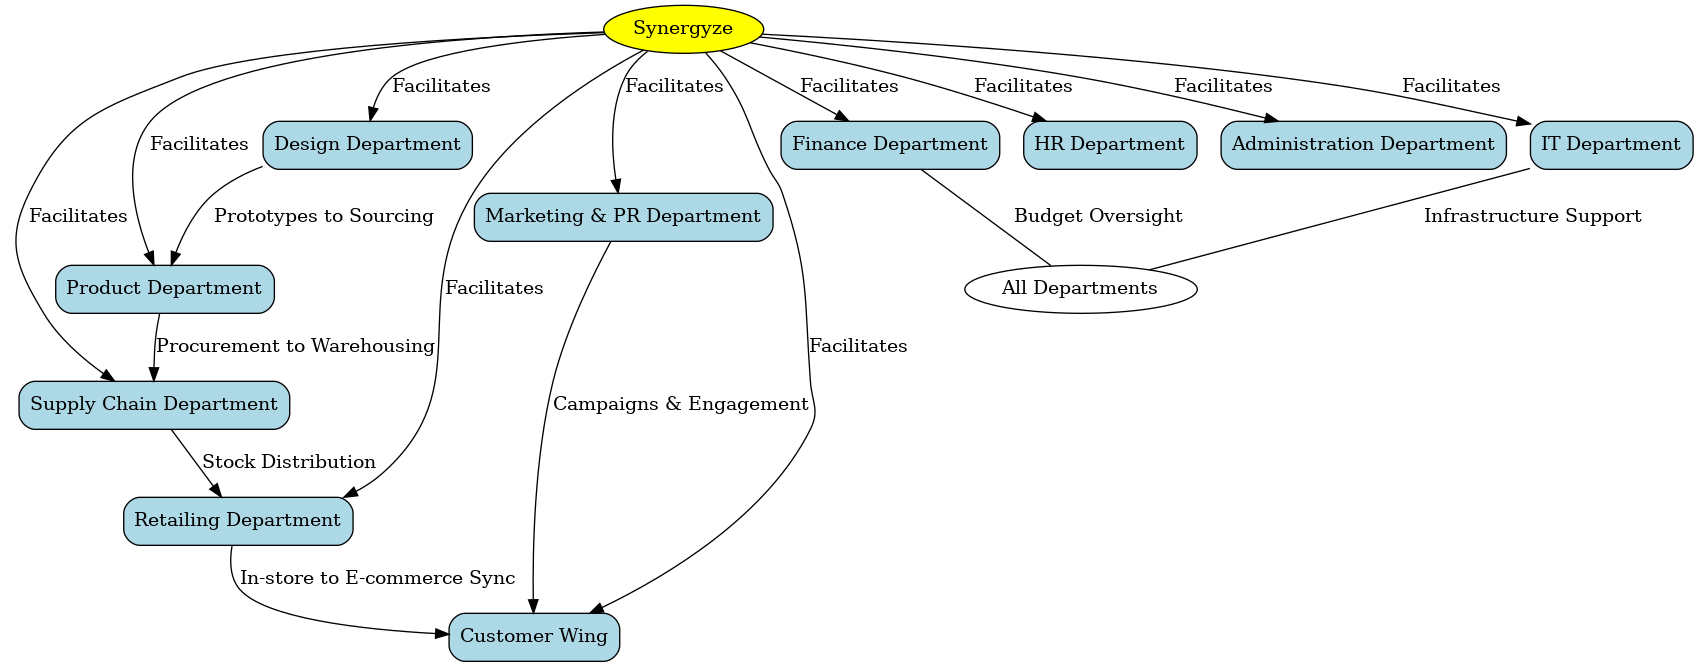 Synergyze
Facilitates
Facilitates
Facilitates
Facilitates
Facilitates
Facilitates
Facilitates
Design Department
Finance Department
HR Department
Administration Department
IT Department
Facilitates
Prototypes to Sourcing
Marketing & PR Department
Budget Oversight
Infrastructure Support
Product Department
Facilitates
All Departments
Procurement to Warehousing
Facilitates
Supply Chain Department
Campaigns & Engagement
Stock Distribution
Retailing Department
In-store to E-commerce Sync
Customer Wing